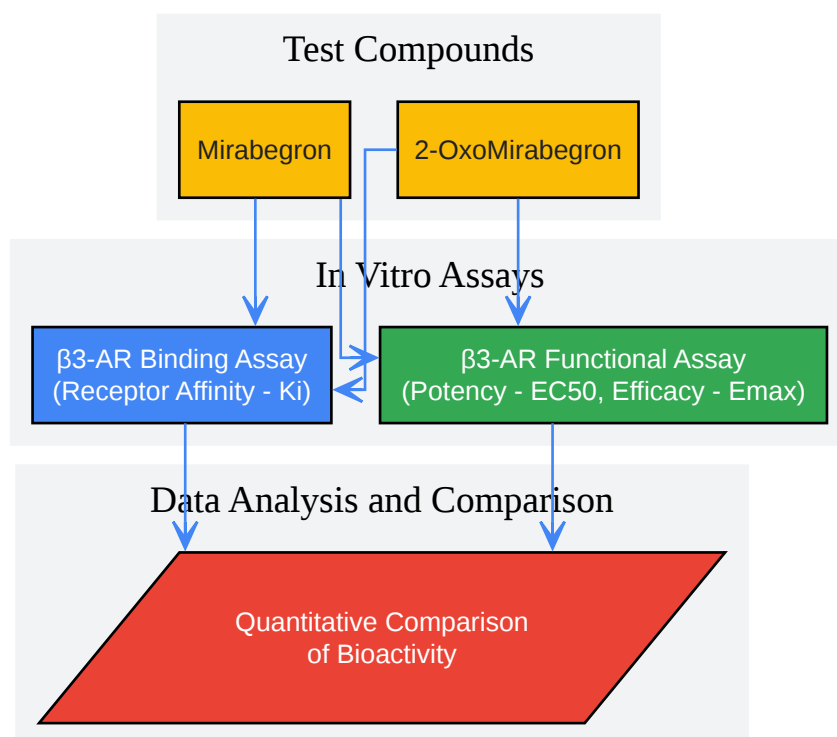 Test Compounds
Mirabegron
2-OxoMirabegron
In Vitro Assays
β3-AR Binding Assay
(Receptor Affinity - Ki)
β3-AR Functional Assay
(Potency - EC50, Efficacy - Emax)
Data Analysis and Comparison
Quantitative Comparison
of Bioactivity